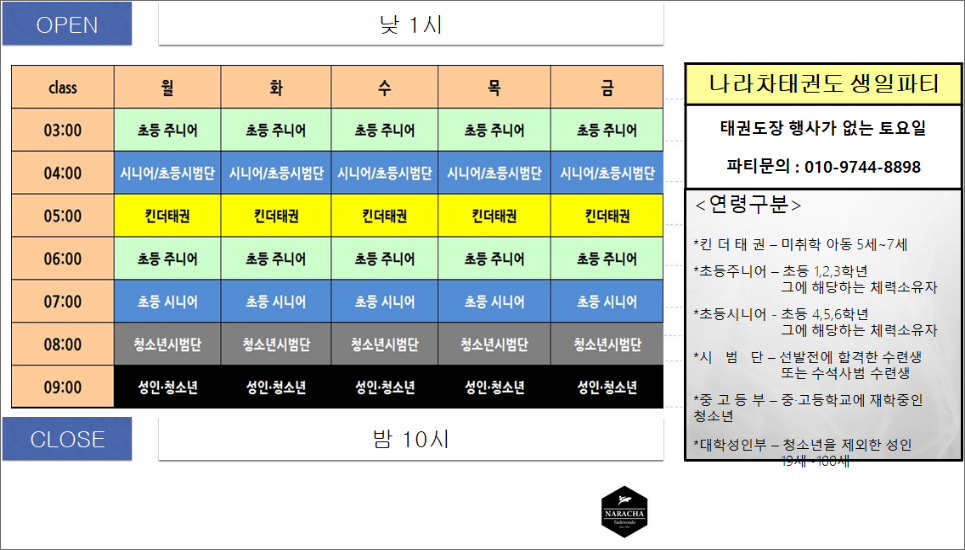 OPEN
낮 1시
class 월 화 수 목 금
03:00 초등 주니어 초등 주니어 초등 주니어 초등 주니어 초등 주니어
04:00 시니어/초등시범단 시니어/초등시범단 시니어/초등시범단 시니어/초등시범단 시니어/초등시범단
05:00 킨더태권 킨더태권 킨더태권 킨더태권 킨더태권
06:00 초등 주니어 초등 주니어 초등 주니어 초등 주니어 초등 주니어
07:00 초등 시니어 초등 시니어 초등 시니어 초등 시니어 초등 시니어
08:00 청소년시범단 청소년시범단 청소년시범단 청소년시범단 청소년시범단
09:00 성인·청소년 성인·청소년 성인·청소년 성인·청소년 성인·청소년
CLOSE
밤 10시
나라차태권도 생일파티
태권도장 행사가 없는 토요일
파티문의 : 010-9744-8898
<연령구분>
*킨 더 태 권 – 미취학 아동 5세~7세
*초등주니어 – 초등 1,2,3학년
그에 해당하는 체력소유자
*초등시니어 - 초등 4,5,6학년
그에 해당하는 체력소유자
*시 범 단 – 선발전에 합격한 수련생
또는 수석사범 수련생
*중 고 등 부 – 중·고등학교에 재학중인
청소년
*대학성인부 – 청소년을 제외한 성인
19세~100세
NARACHA
Taekwondo